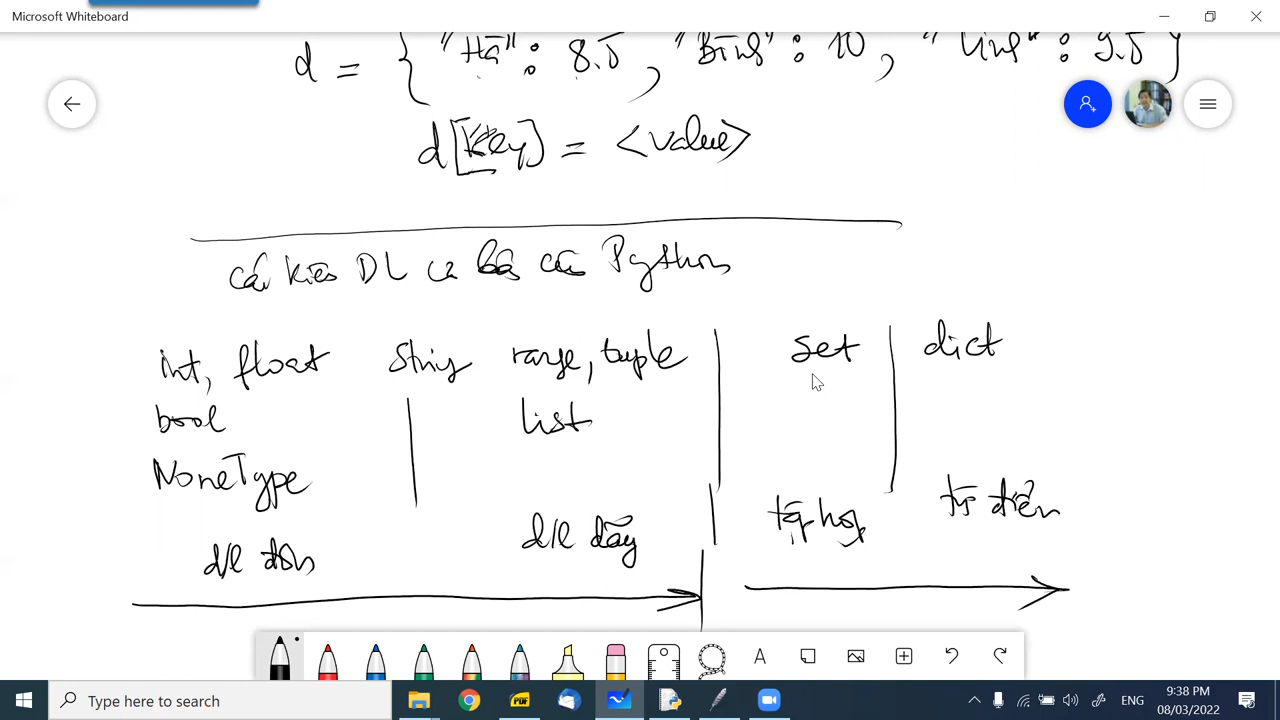 Microsoft Whiteboard
d = { "Hà" : 8.5 , "Bình" : 10 , "Linh" : 9.5 }
d[key] = <value>
các kiểu DL cơ bản của Python
int, float String range, tuple set dict
bool list
NoneType
d/l đơn d/l dãy tập hợp từ điển
Type here to search
PDF
ENG
9:38 PM
08/03/2022